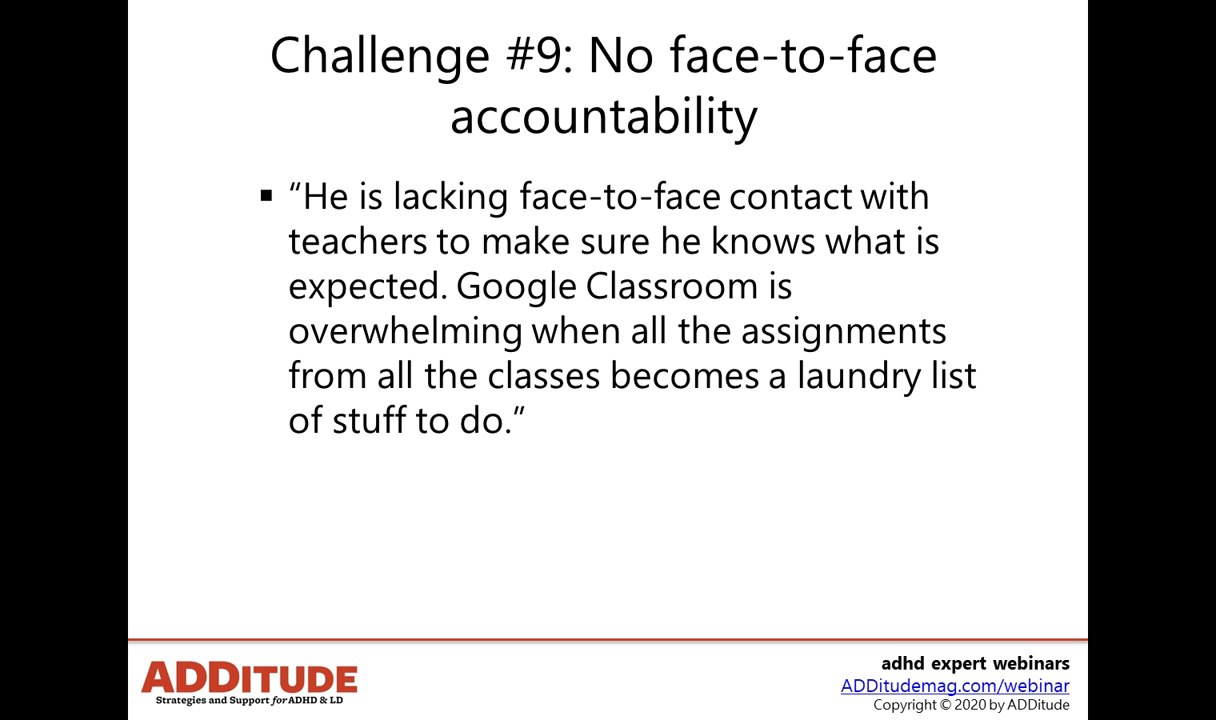 Challenge #9: No face-to-face
accountability
▪ “He is lacking face-to-face contact with
teachers to make sure he knows what is
expected. Google Classroom is
overwhelming when all the assignments
from all the classes becomes a laundry list
of stuff to do.”
ADDITUDE
Strategies and Support for ADHD & LD
adhd expert webinars
ADDitudemag.com/webinar
Copyright © 2020 by ADDitude